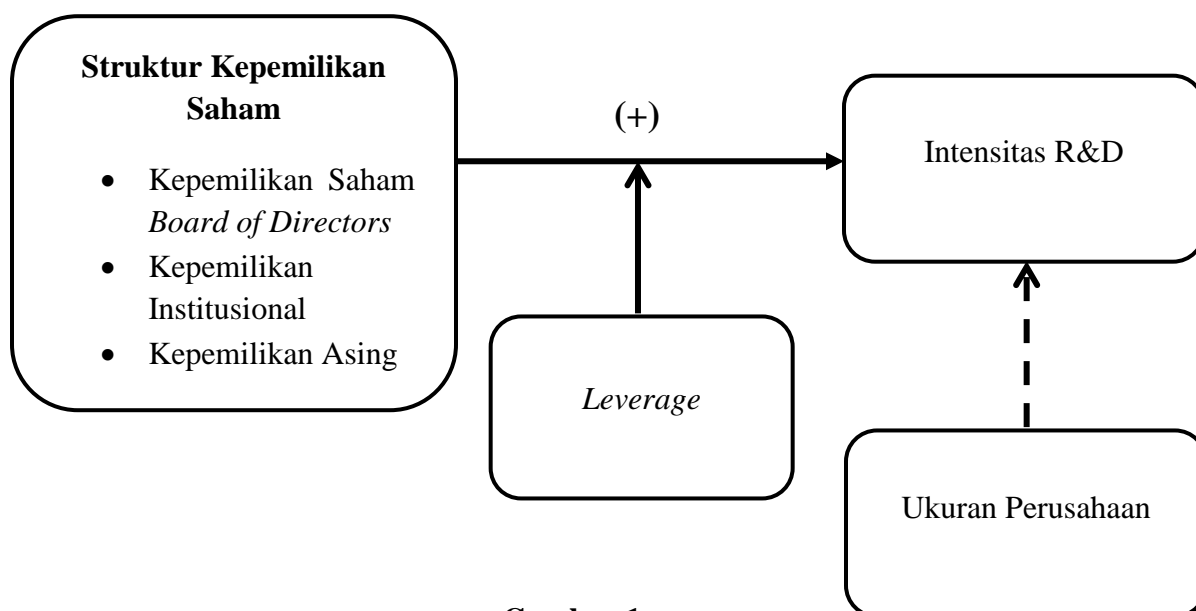 Struktur Kepemilikan
Saham
• Kepemilikan Saham
Board of Directors
• Kepemilikan
Institusional
• Kepemilikan Asing
(+)
Intensitas R&D
Leverage
Ukuran Perusahaan